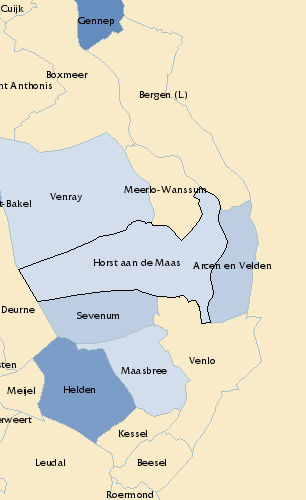 Cuijk
Gennep
Boxmeer
nt Anthonis
Bergen (L.)
Meerlo-Wanssum
Venray
t-Bakel
Horst aan de Maas
Arcen en Velden
Deurne
Sevenum
Venlo
sten
Maasbree
Meijel
Helden
erweert
Kessel
Leudal
Beesel
Roermond